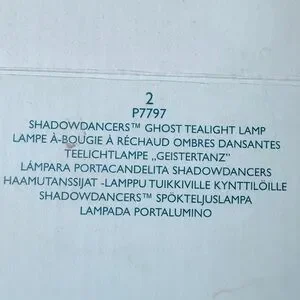 2
P7797
SHADOWDANCERS™ GHOST TEALIGHT LAMP
LAMPE À-BOUGIE À RÉCHAUD OMBRES DANSANTES
TEELICHTLAMPE „GEISTERTANZ"
LÁMPARA PORTACANDELITA SHADOWDANCERS
HAAMUTANSSIJAT -LAMPPU TUIKKIVILLE KYNTTILÖILLE
SHADOWDANCERS™ SPÖKTELJUSLAMPA
LAMPADA PORTALUMINO